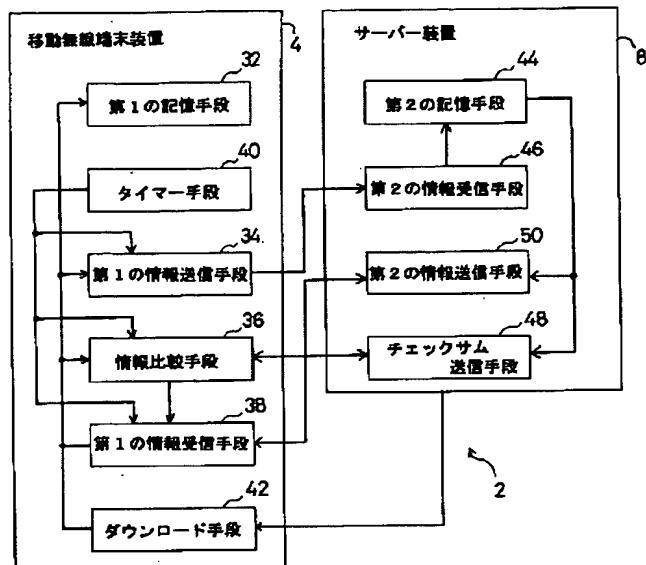 移動無線端末装置
4
32
第1の記憶手段
40
タイマー手段
34
第1の情報送信手段
36
情報比較手段
38
第1の情報受信手段
42
ダウンロード手段
サーバー装置
8
44
第2の記憶手段
46
第2の情報受信手段
50
第2の情報送信手段
48
チェックサム
送信手段
2